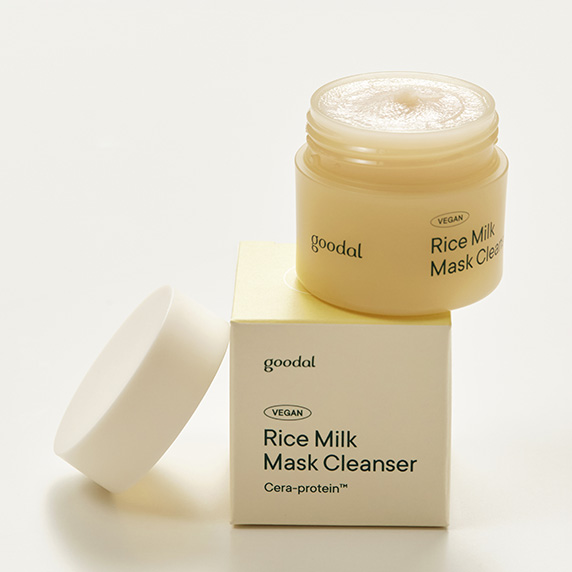 goodal
VEGAN
Rice Milk
Mask Clean
goodal
VEGAN
Rice Milk
Mask Cleanser
Cera-protein™